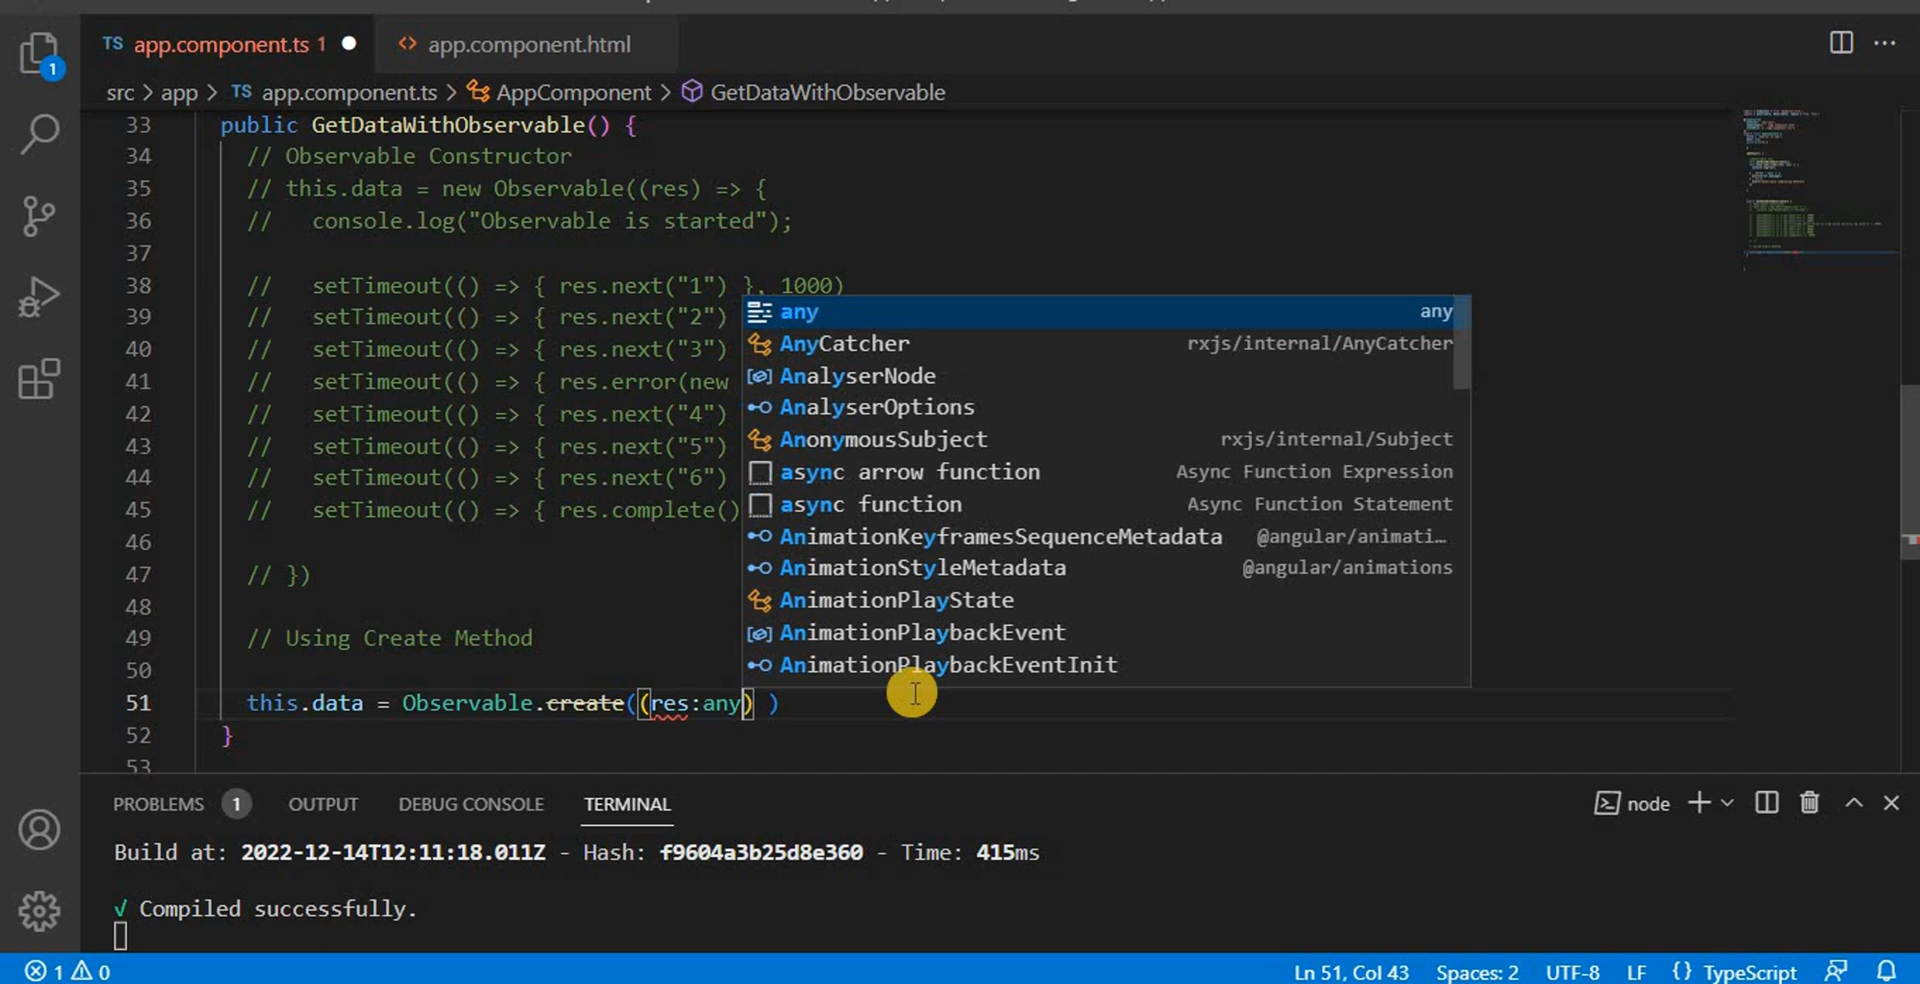 TS app.component.ts 1 app.component.html
src > app > TS app.component.ts > AppComponent > GetDataWithObservable
33 public GetDataWithObservable() {
34 // Observable Constructor
35 // this.data = new Observable((res) => {
36 // console.log("Observable is started");
37
38 // setTimeout(() => { res.next("1") }, 1000)
39 // setTimeout(() => { res.next("2")
40 // setTimeout(() => { res.next("3")
41 // setTimeout(() => { res.error(new
42 // setTimeout(() => { res.next("4")
43 // setTimeout(() => { res.next("5")
44 // setTimeout(() => { res.next("6")
45 // setTimeout(() => { res.complete()
46
47 // })
48
49 // Using Create Method
50
51 this.data = Observable.create((res:any) )
52 }
53
any any
AnyCatcher rxjs/internal/AnyCatcher
AnalyserNode
AnalyserOptions
AnonymousSubject rxjs/internal/Subject
async arrow function Async Function Expression
async function Async Function Statement
AnimationKeyframesSequenceMetadata @angular/animati…
AnimationStyleMetadata @angular/animations
AnimationPlayState
AnimationPlaybackEvent
AnimationPlaybackEventInit
1
PROBLEMS 1 OUTPUT DEBUG CONSOLE TERMINAL node
Build at: 2022-12-14T12:11:18.011Z - Hash: f9604a3b25d8e360 - Time: 415ms
√ Compiled successfully.
1 0 Ln 51, Col 43 Spaces: 2 UTF-8 LF {} TypeScript